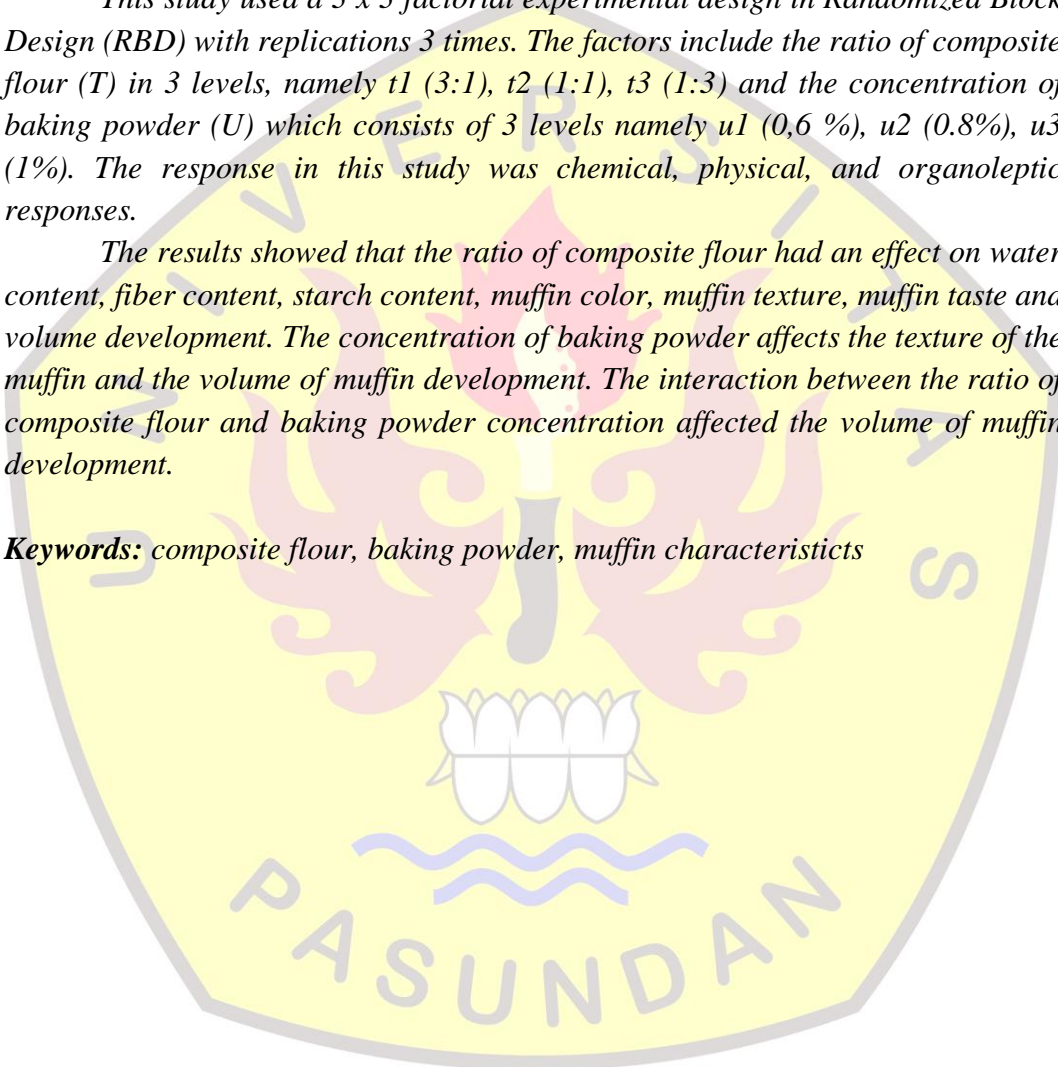 This study used a 3 x 3 factorial experimental design in Randomized Block
Design (RBD) with replications 3 times. The factors include the ratio of composite
flour (T) in 3 levels, namely t1 (3:1), t2 (1:1), t3 (1:3) and the concentration of
baking powder (U) which consists of 3 levels namely u1 (0,6 %), u2 (0.8%), u3
(1%). The response in this study was chemical, physical, and organoleptic
responses.
The results showed that the ratio of composite flour had an effect on water
content, fiber content, starch content, muffin color, muffin texture, muffin taste and
volume development. The concentration of baking powder affects the texture of the
muffin and the volume of muffin development. The interaction between the ratio of
composite flour and baking powder concentration affected the volume of muffin
development.
Keywords: composite flour, baking powder, muffin characteristicts
UNIVERSITAS
PASUNDAN